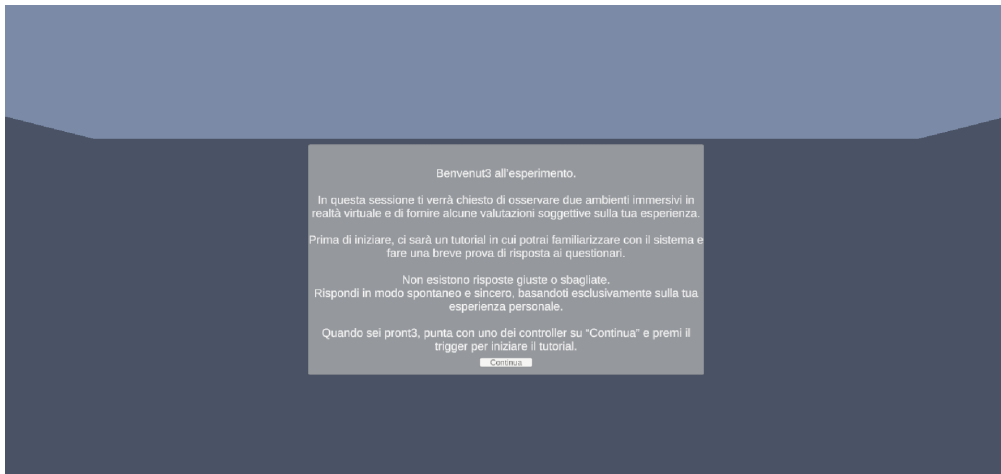 Benvenut3 all'esperimento.
In questa sessione ti verrà chiesto di osservare due ambienti immersivi in
realtà virtuale e di fornire alcune valutazioni soggettive sulla tua esperienza.
Prima di iniziare, ci sarà un tutorial in cui potrai familiarizzare con il sistema e
fare una breve prova di risposta ai questionari.
Non esistono risposte giuste o sbagliate.
Rispondi in modo spontaneo e sincero, basandoti esclusivamente sulla tua
esperienza personale.
Quando sei pront3, punta con uno dei controller su “Continua” e premi il
trigger per iniziare il tutorial.
Continua